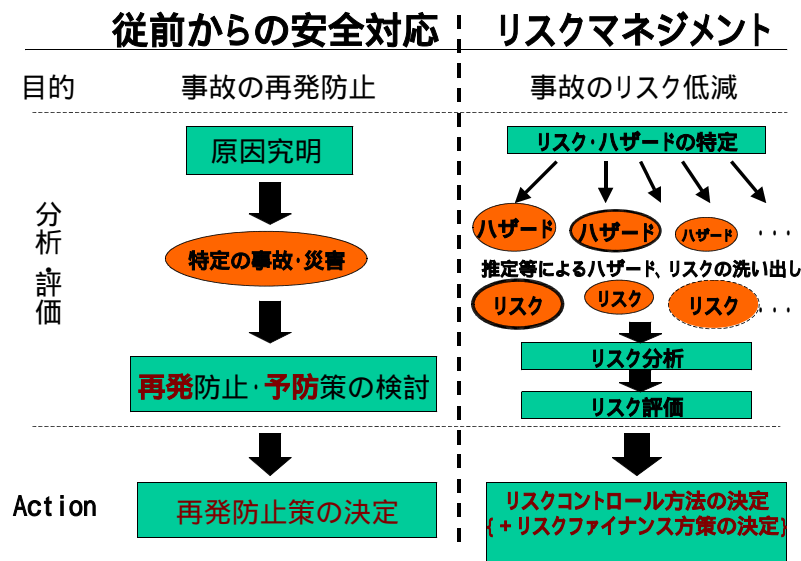 従前からの安全対応
リスクマネジメント
目的
事故の再発防止
事故のリスク低減
分析・評価
原因究明
特定の事故・災害
再発防止・予防策の検討
リスク・ハザードの特定
ハザード
ハザード
ハザード
・・・
推定等によるハザード、リスクの洗い出し
リスク
リスク
リスク
・・・
リスク分析
リスク評価
Action
再発防止策の決定
リスクコントロール方法の決定
(+リスクファイナンス方策の決定)